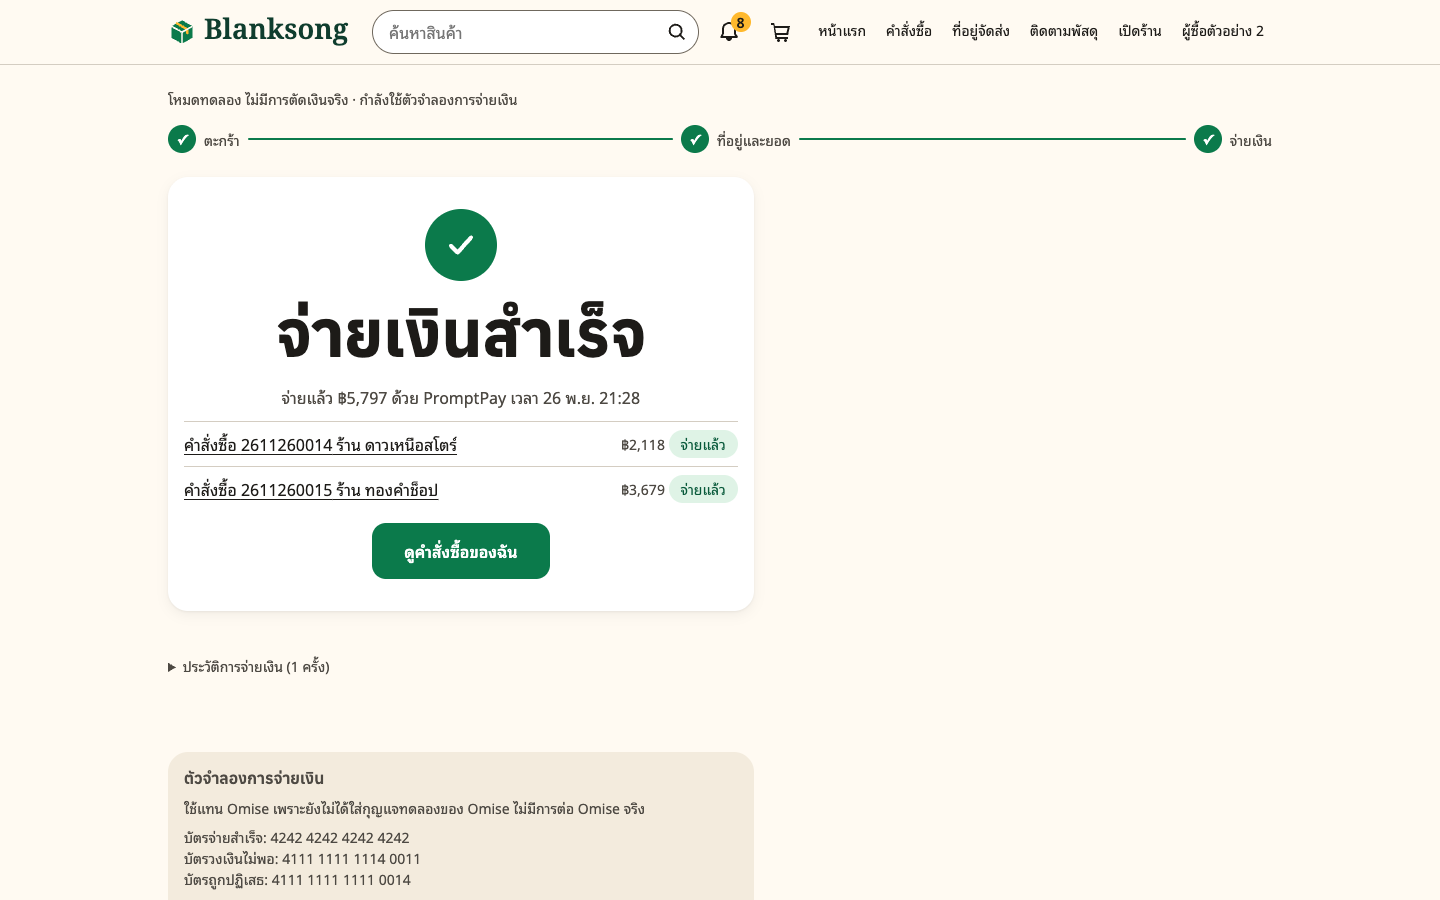 Blanksong
ค้นหาสินค้า
8
หน้าแรก
คำสั่งซื้อ
ที่อยู่จัดส่ง
ติดตามพัสดุ
เปิดร้าน
ผู้ซื้อตัวอย่าง 2
โหมดทดลอง ไม่มีการตัดเงินจริง · กำลังใช้ตัวจำลองการจ่ายเงิน
ตะกร้า
ที่อยู่และยอด
จ่ายเงิน
จ่ายเงินสำเร็จ
จ่ายแล้ว ฿5,797 ด้วย PromptPay เวลา 26 พ.ย. 21:28
คำสั่งซื้อ 2611260014 ร้าน ดาวเหนือสโตร์ ฿2,118 จ่ายแล้ว
คำสั่งซื้อ 2611260015 ร้าน ทองคำช็อป ฿3,679 จ่ายแล้ว
ดูคำสั่งซื้อของฉัน
ประวัติการจ่ายเงิน (1 ครั้ง)
ตัวจำลองการจ่ายเงิน
ใช้แทน Omise เพราะยังไม่ได้ใส่กุญแจทดลองของ Omise ไม่มีการต่อ Omise จริง
บัตรจ่ายสำเร็จ: 4242 4242 4242 4242
บัตรวงเงินไม่พอ: 4111 1111 1114 0011
บัตรถูกปฏิเสธ: 4111 1111 1111 0014